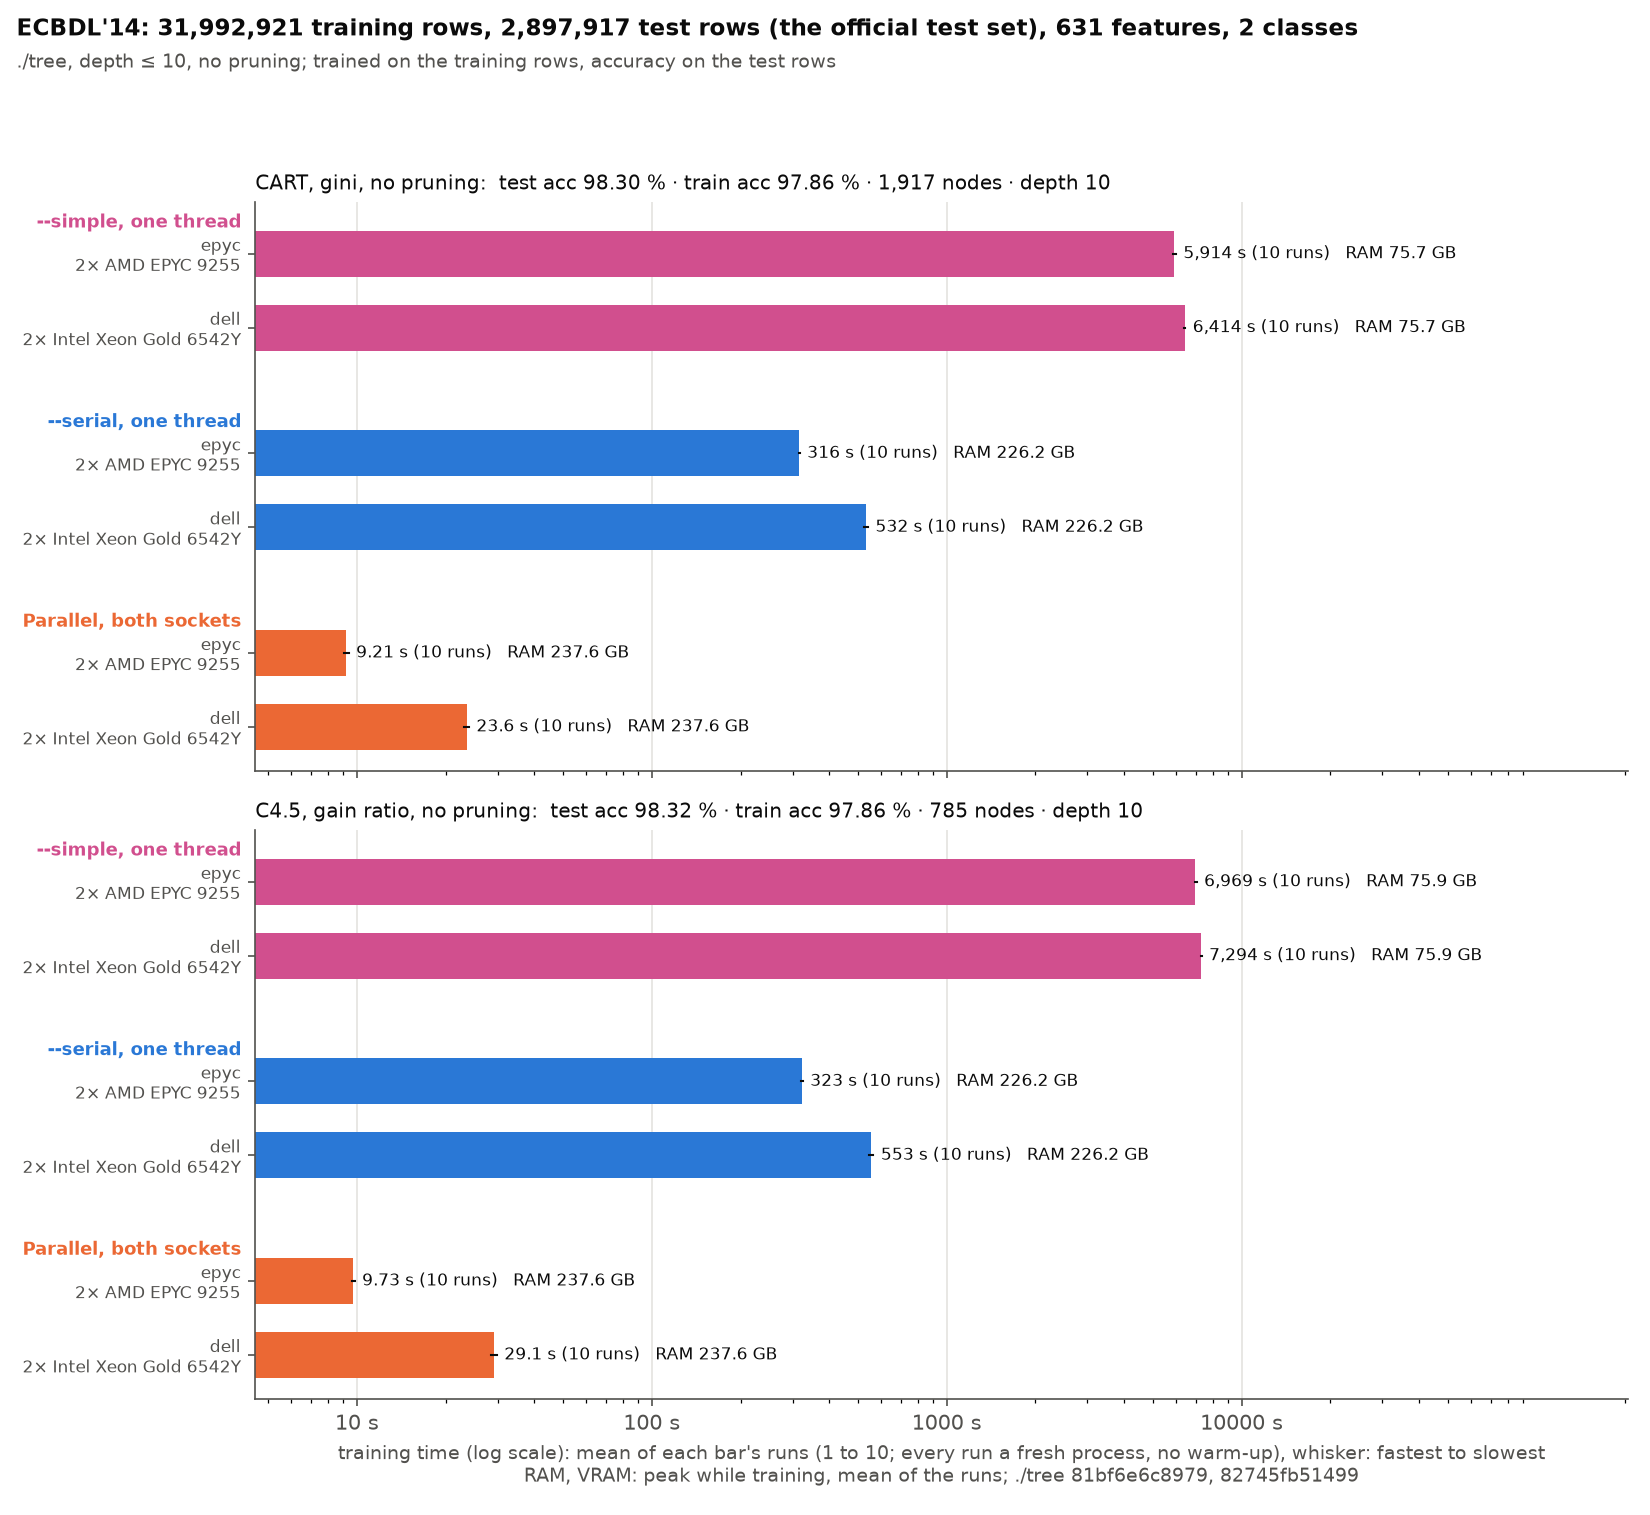 ECBDL'14: 31,992,921 training rows, 2,897,917 test rows (the official test set), 631 features, 2 classes
./tree, depth ≤ 10, no pruning; trained on the training rows, accuracy on the test rows
CART, gini, no pruning:  test acc 98.30 % · train acc 97.86 % · 1,917 nodes · depth 10
--simple, one thread
epyc
2× AMD EPYC 9255
5,914 s (10 runs)   RAM 75.7 GB
dell
2× Intel Xeon Gold 6542Y
6,414 s (10 runs)   RAM 75.7 GB
--serial, one thread
epyc
2× AMD EPYC 9255
316 s (10 runs)   RAM 226.2 GB
dell
2× Intel Xeon Gold 6542Y
532 s (10 runs)   RAM 226.2 GB
Parallel, both sockets
epyc
2× AMD EPYC 9255
9.21 s (10 runs)   RAM 237.6 GB
dell
2× Intel Xeon Gold 6542Y
23.6 s (10 runs)   RAM 237.6 GB
C4.5, gain ratio, no pruning:  test acc 98.32 % · train acc 97.86 % · 785 nodes · depth 10
--simple, one thread
epyc
2× AMD EPYC 9255
6,969 s (10 runs)   RAM 75.9 GB
dell
2× Intel Xeon Gold 6542Y
7,294 s (10 runs)   RAM 75.9 GB
--serial, one thread
epyc
2× AMD EPYC 9255
323 s (10 runs)   RAM 226.2 GB
dell
2× Intel Xeon Gold 6542Y
553 s (10 runs)   RAM 226.2 GB
Parallel, both sockets
epyc
2× AMD EPYC 9255
9.73 s (10 runs)   RAM 237.6 GB
dell
2× Intel Xeon Gold 6542Y
29.1 s (10 runs)   RAM 237.6 GB
10 s 100 s 1000 s 10000 s
training time (log scale): mean of each bar's runs (1 to 10; every run a fresh process, no warm-up), whisker: fastest to slowest
RAM, VRAM: peak while training, mean of the runs; ./tree 81bf6e6c8979, 82745fb51499